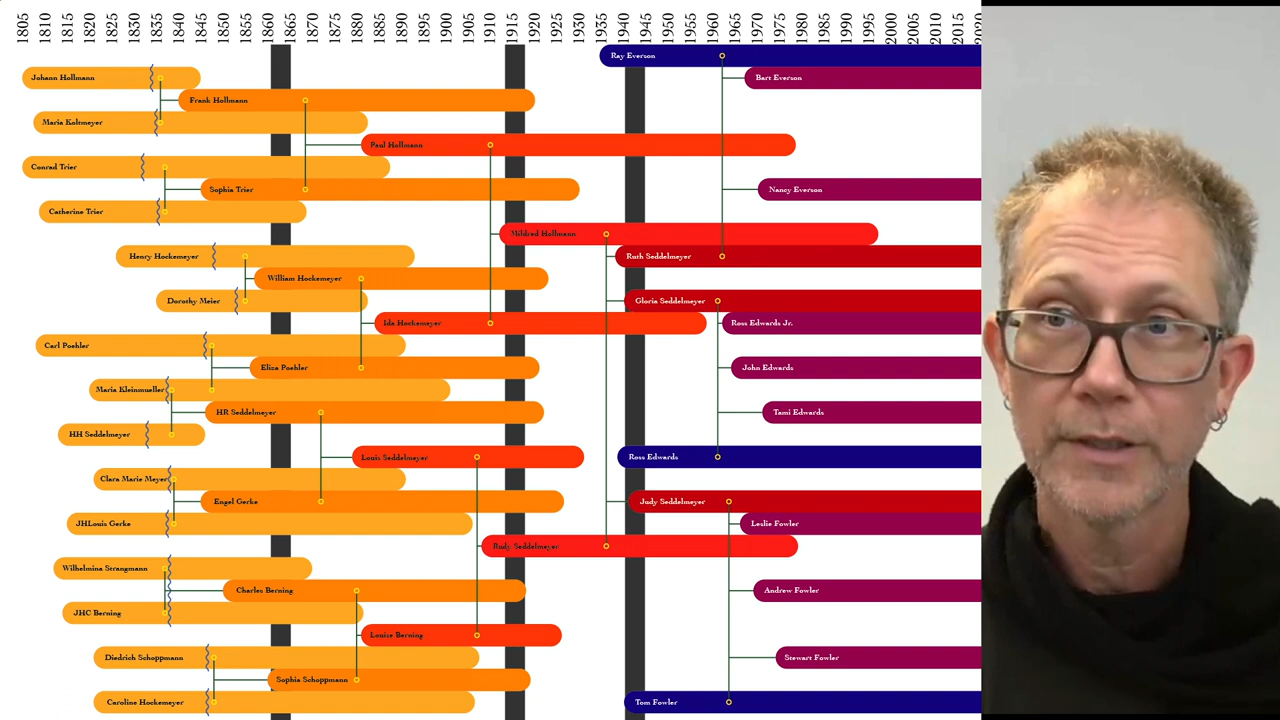 1805 1810 1815 1820 1825 1830 1835 1840 1845 1850 1855 1860 1865 1870 1875 1880 1885 1890 1895 1900 1905 1910 1915 1920 1925 1930 1935 1940 1945 1950 1955 1960 1965 1970 1975 1980 1985 1990 1995 2000 2005 2010 2015
Ray Everson
Johann Hollmann
Bart Everson
Frank Hollmann
Maria Koltmeyer
Paul Hollmann
Conrad Trier
Sophia Trier
Nancy Everson
Catherine Trier
Mildred Hollmann
Henry Hockemeyer
Ruth Seddelmeyer
William Hockemeyer
Dorothy Meier
Gloria Seddelmeyer
Ida Hockemeyer
Ross Edwards Jr.
Carl Poehler
Eliza Poehler
John Edwards
Maria Kleinmueller
HR Seddelmeyer
Tami Edwards
HH Seddelmeyer
Louis Seddelmeyer
Ross Edwards
Clara Marie Meyer
Engel Gerke
Judy Seddelmeyer
JHLouis Gerke
Leslie Fowler
Rudy Seddelmeyer
Wilhelmina Strangmann
Charles Berning
Andrew Fowler
JHC Berning
Louise Berning
Diedrich Schoppmann
Stewart Fowler
Sophia Schoppmann
Caroline Hockemeyer
Tom Fowler